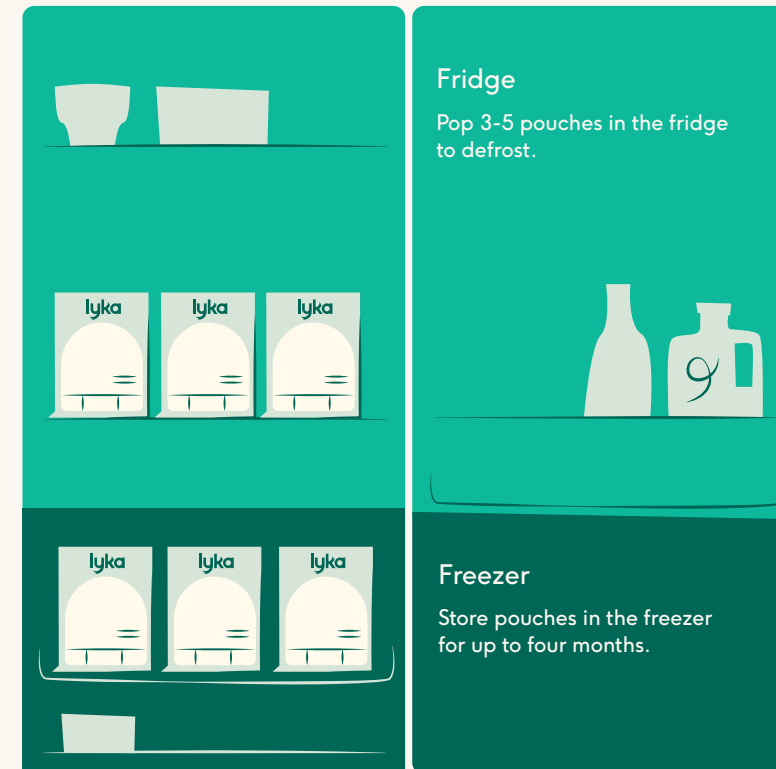 Fridge
Pop 3-5 pouches in the fridge
to defrost.
lyka lyka lyka
lyka lyka lyka
Freezer
Store pouches in the freezer
for up to four months.